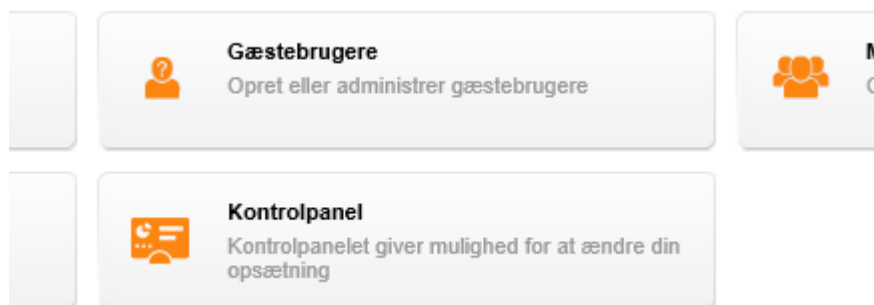 Gæstebrugere
Opret eller administrer gæstebrugere
Kontrolpanel
Kontrolpanelet giver mulighed for at ændre din
opsætning